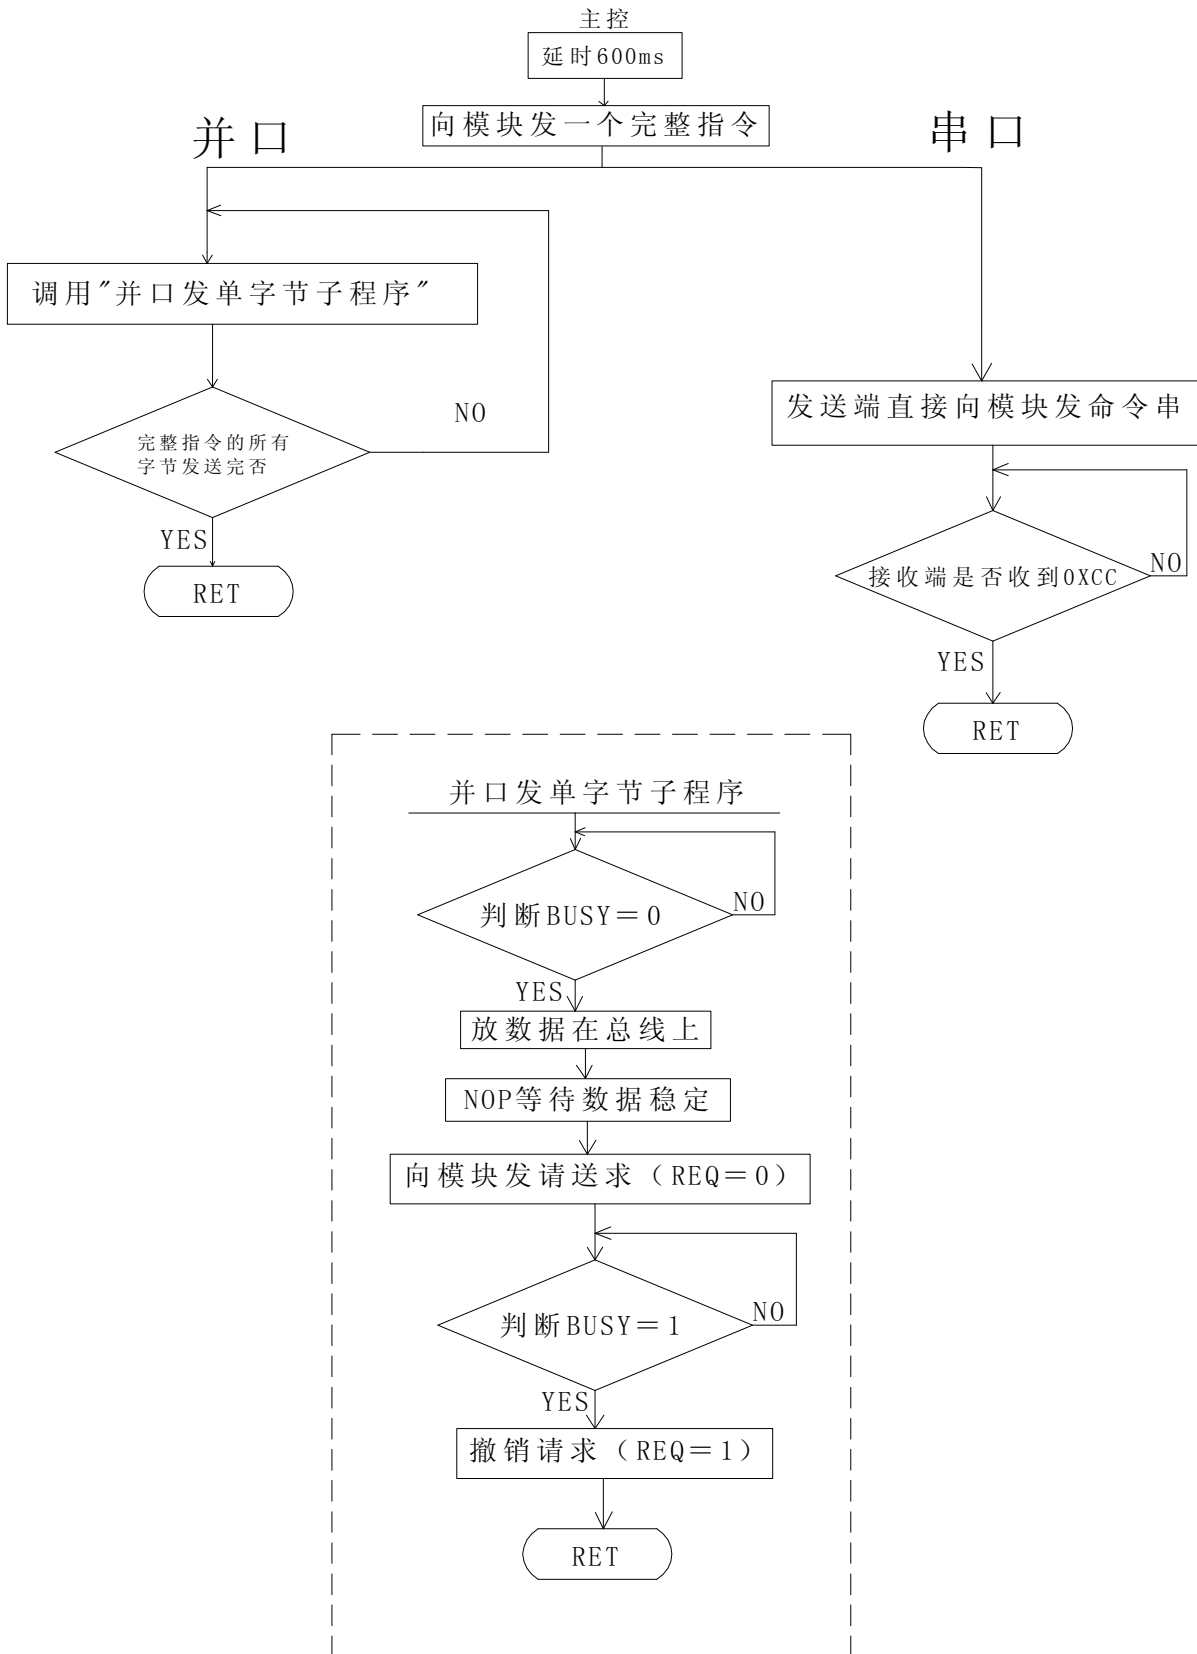 主控
延时600ms
向模块发一个完整指令
并口
串口
调用"并口发单字节子程序"
完整指令的所有
字节发送完否
NO
YES
RET
发送端直接向模块发命令串
接收端是否收到0XCC
NO
YES
RET
并口发单字节子程序
判断BUSY＝0
NO
YES
放数据在总线上
NOP等待数据稳定
向模块发请送求（REQ＝0）
判断BUSY＝1
NO
YES
撤销请求（REQ＝1）
RET